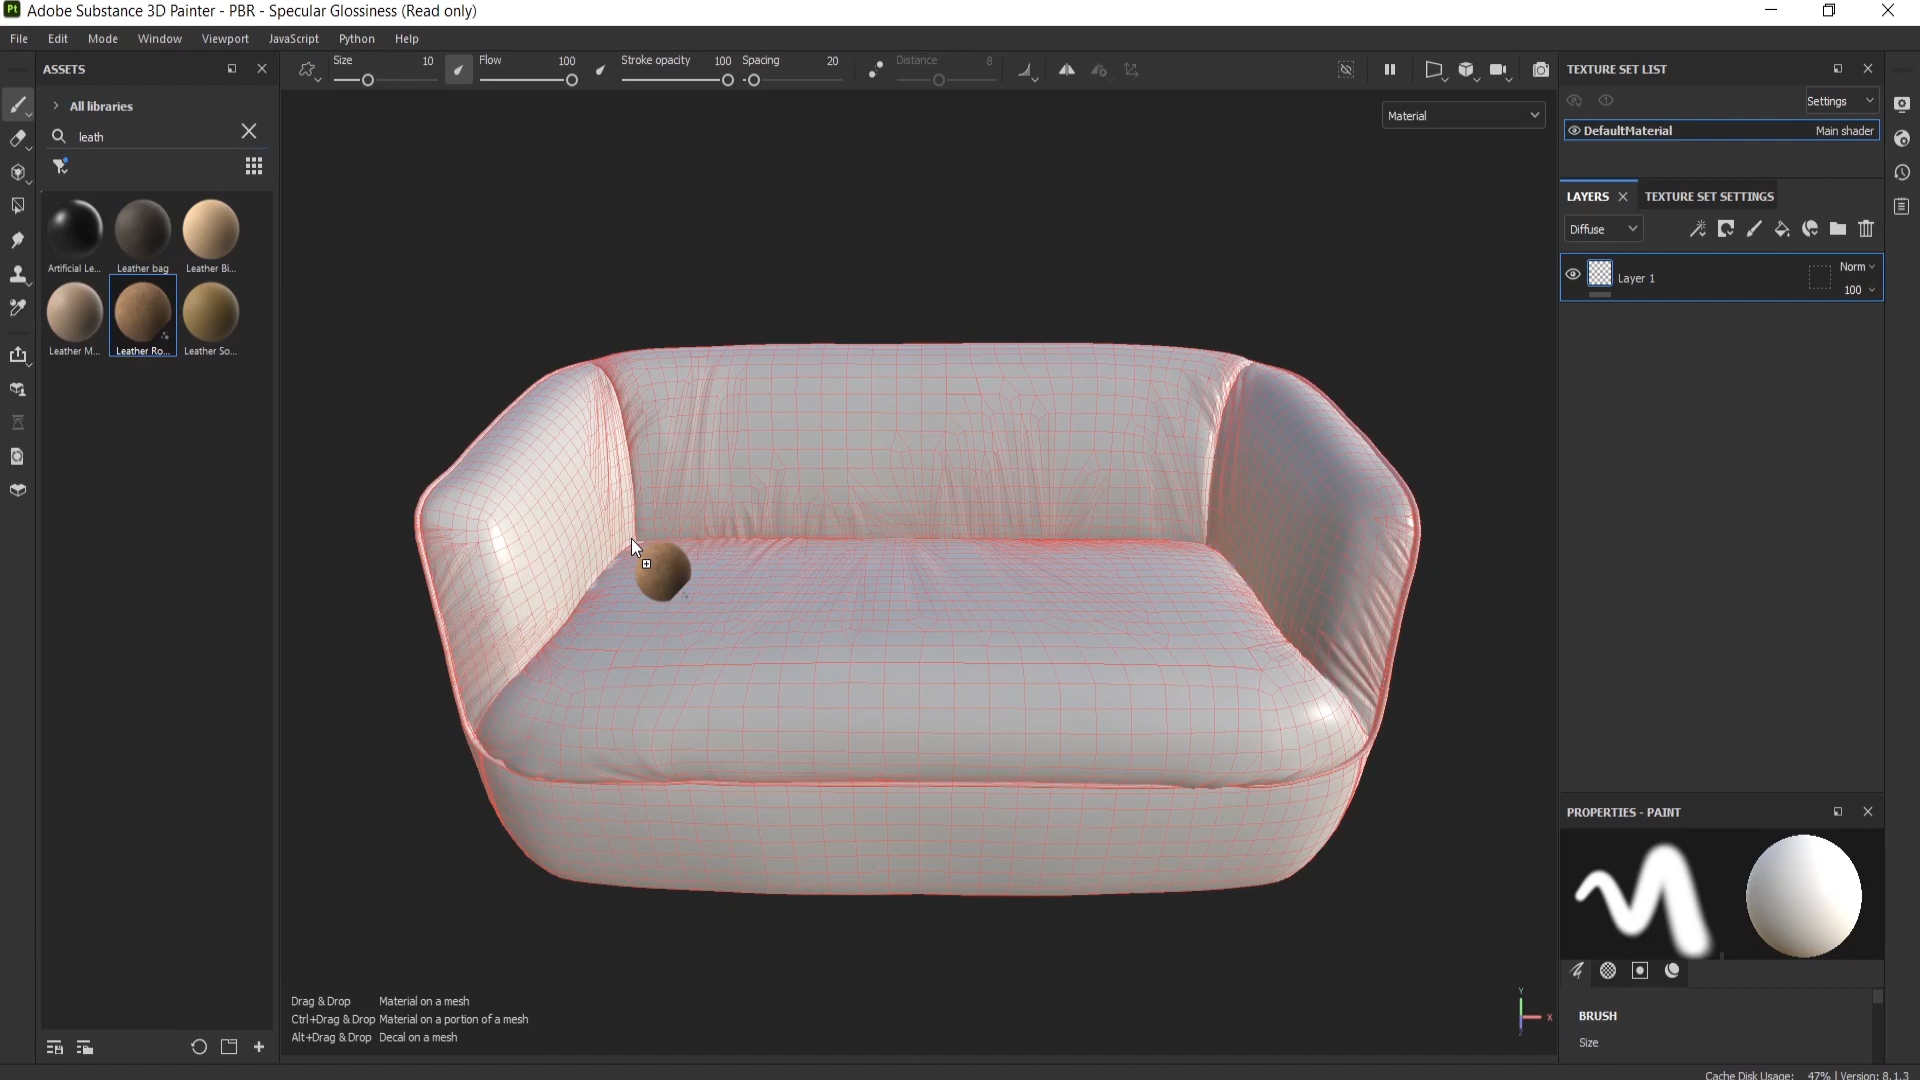 Pt Adobe Substance 3D Painter - PBR - Specular Glossiness (Read only)
File Edit Mode Window Viewport JavaScript Python Help
ASSETS
Size 10 Flow 100 Stroke opacity 100 Spacing 20 Distance 8
TEXTURE SET LIST
All libraries
Settings
leath
Material
DefaultMaterial Main shader
LAYERS TEXTURE SET SETTINGS
Diffuse
Artificial Le... Leather bag Leather Bi...
Norm
Layer 1
100
Leather M... Leather Ro... Leather So...
PROPERTIES - PAINT
Drag & Drop Material on a mesh
Ctrl+Drag & Drop Material on a portion of a mesh
Alt+Drag & Drop Decal on a mesh
Y
X
BRUSH
Size
Cache Disk Usage: 47% | Version: 8.1.3